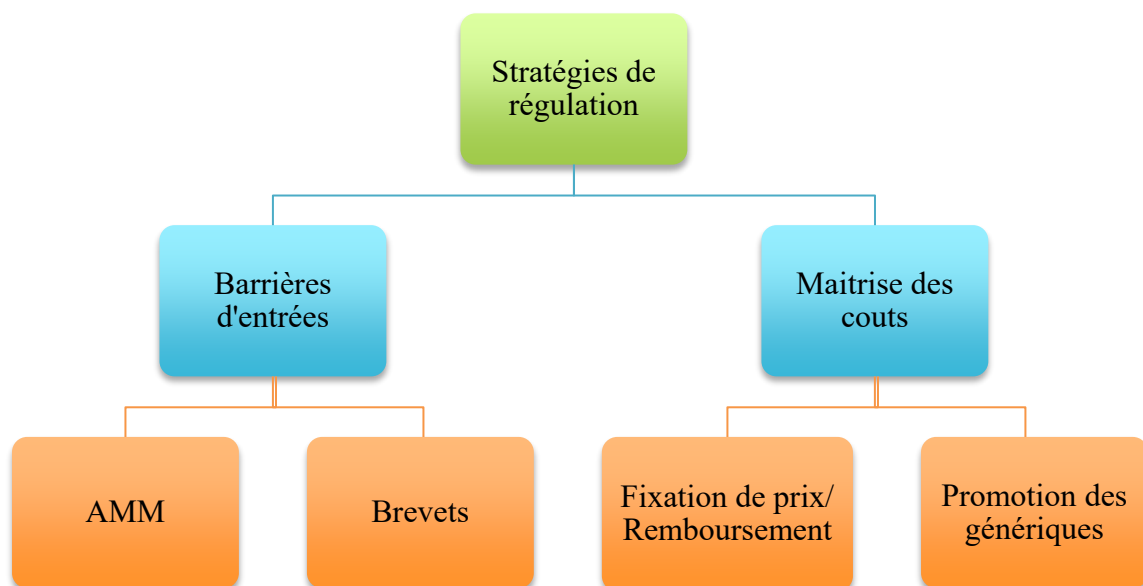 Stratégies de
régulation
Barrières
d'entrées
Maitrise des
couts
AMM
Brevets
Fixation de prix/
Remboursement
Promotion des
génériques